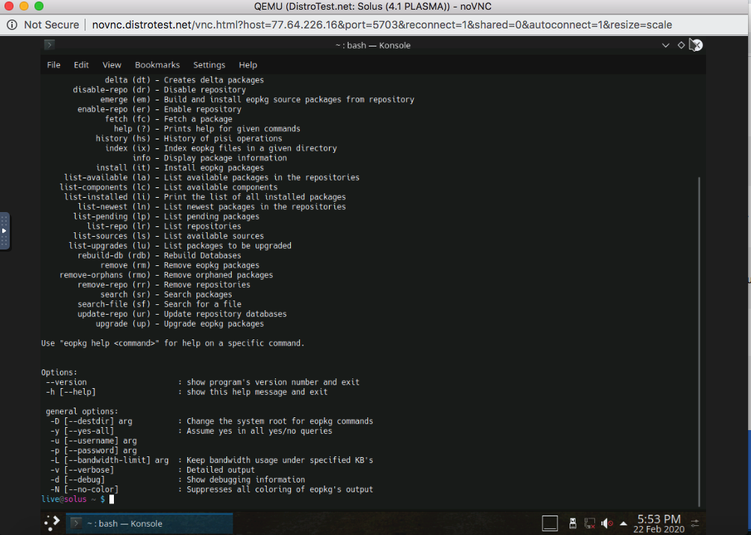 QEMU (DistroTest.net: Solus (4.1 PLASMA)) - noVNC
Not Secure | novnc.distrotest.net/vnc.html?host=77.64.226.16&port=5703&reconnect=1&shared=0&autoconnect=1&resize=scale
~ : bash — Konsole
File Edit View Bookmarks Settings Help
delta (dt) - Creates delta packages
disable-repo (dr) - Disable repository
emerge (em) - Build and install eopkg source packages from repository
enable-repo (er) - Enable repository
fetch (fc) - Fetch a package
help (?) - Prints help for given commands
history (hs) - History of pisi operations
index (ix) - Index eopkg files in a given directory
info - Display package information
install (it) - Install eopkg packages
list-available (la) - List available packages in the repositories
list-components (lc) - List available components
list-installed (li) - Print the list of all installed packages
list-newest (ln) - List newest packages in the repositories
list-pending (lp) - List pending packages
list-repo (lr) - List repositories
list-sources (ls) - List available sources
list-upgrades (lu) - List packages to be upgraded
rebuild-db (rdb) - Rebuild Databases
remove (rm) - Remove eopkg packages
remove-orphans (rmo) - Remove orphaned packages
remove-repo (rr) - Remove repositories
search (sr) - Search packages
search-file (sf) - Search for a file
update-repo (ur) - Update repository databases
upgrade (up) - Upgrade eopkg packages
Use "eopkg help <command>" for help on a specific command.
Options:
--version : show program's version number and exit
-h [--help] : show this help message and exit
general options:
-D [--destdir] arg : Change the system root for eopkg commands
-y [--yes-all] : Assume yes in all yes/no queries
-u [--username] arg
-p [--password] arg
-L [--bandwidth-limit] arg : Keep bandwidth usage under specified KB's
-v [--verbose] : Detailed output
-d [--debug] : Show debugging information
-N [--no-color] : Suppresses all coloring of eopkg's output
live@solus ~ $
~ : bash — Konsole
5:53 PM
22 Feb 2020